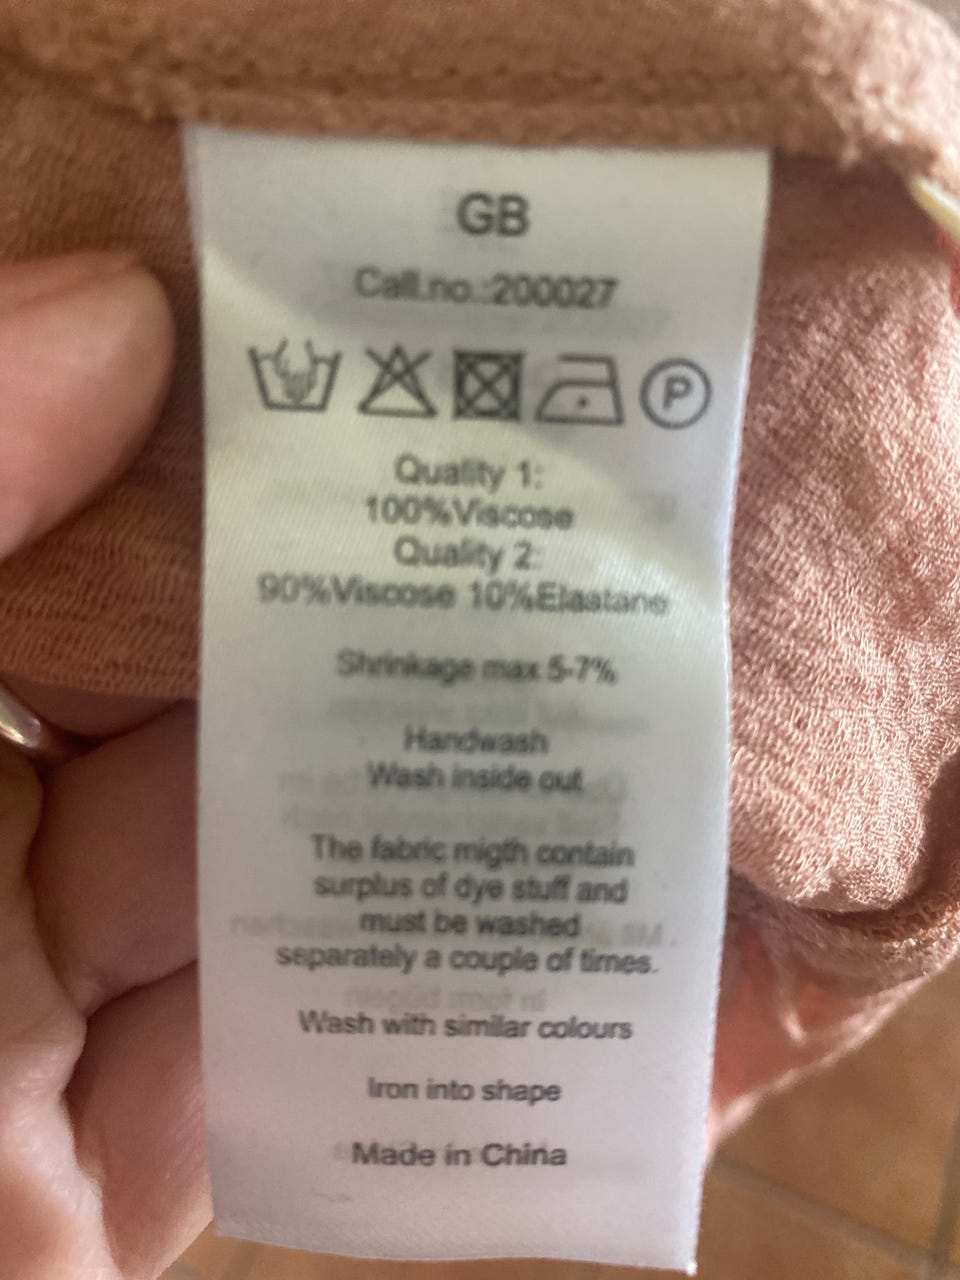 GB
Call.no.:200027
P
Quality 1:
100%Viscose
Quality 2:
90%Viscose 10%Elastane
Shrinkage max 5-7%
Handwash
Wash inside out
The fabric migth contain
surplus of dye stuff and
must be washed
separately a couple of times.
Wash with similar colours
Iron into shape
Made in China